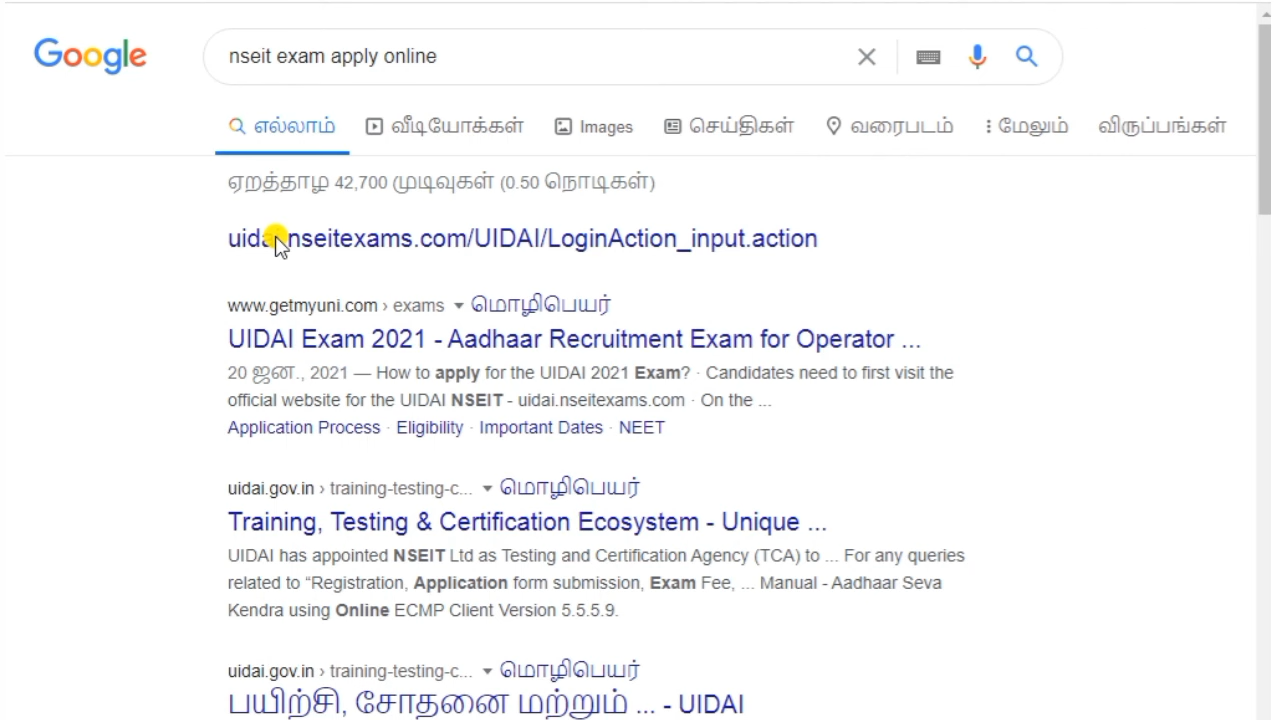 Google
nseit exam apply online
எல்லாம் வீடியோக்கள் Images செய்திகள் வரைபடம் மேலும் விருப்பங்கள்
ஏறத்தாழ 42,700 முடிவுகள் (0.50 நொடிகள்)
nseitexams.com/UIDAI/LoginAction_input.action
www.getmyuni.com › exams மொழிபெயர்
UIDAI Exam 2021 - Aadhaar Recruitment Exam for Operator ...
20 ஜன., 2021 — How to apply for the UIDAI 2021 Exam? · Candidates need to first visit the
official website for the UIDAI NSEIT - uidai.nseitexams.com · On the ...
Application Process · Eligibility · Important Dates · NEET
uidai.gov.in › training-testing-c... மொழிபெயர்
Training, Testing & Certification Ecosystem - Unique ...
UIDAI has appointed NSEIT Ltd as Testing and Certification Agency (TCA) to ... For any queries
related to “Registration, Application form submission, Exam Fee, ... Manual - Aadhaar Seva
Kendra using Online ECMP Client Version 5.5.5.9.
uidai.gov.in › training-testing-c... மொழிபெயர்
பயிற்சி, சோதனை மற்றும் ... - UIDAI